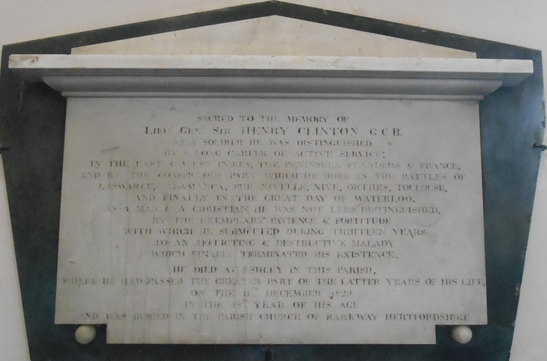 SACRED TO THE MEMORY OF
LIEU. GENL. SIR HENRY CLINTON G.C.B.
AS A SOLDIER HE WAS DISTINGUISHED
BY A LONG CAREER OF ACTIVE SERVICE;
IN THE EAST & WEST INDIES, THE PENINSULA FLANDERS & FRANCE,
AND BY THE CONSPICUOUS PART WHICH HE BORE IN THE BATTLES OF
LASWAREE, SALAMANCA, THE NIVELLE, NIVE, ORTHES, TOULOUSE,
AND FINALLY IN THE GREAT DAY OF WATERLOO,
AS A MAN & A CHRISTIAN HE WAS NOT LESS DISTINGUISHED,
BY THE EXEMPLARY PATIENCE & FORTITUDE
WITH WHICH HE SUBMITTED DURING THIRTEEN YEARS
TO AN AFFLICTING & DESTRUCTIVE MALADY
WHICH FINALLY TERMINATED HIS EXISTENCE.
HE DIED AT ASHLEY IN THIS PARISH,
WHERE HE HAD PASSED THE GREATER PART OF THE LATTER YEARS OF HIS LIFE,
ON THE DECEMBER 1829
IN THE YEAR OF HIS AGE
AND WAS BURIED IN THE PARISH CHURCH OF BARKWAY HERTFORDSHIRE